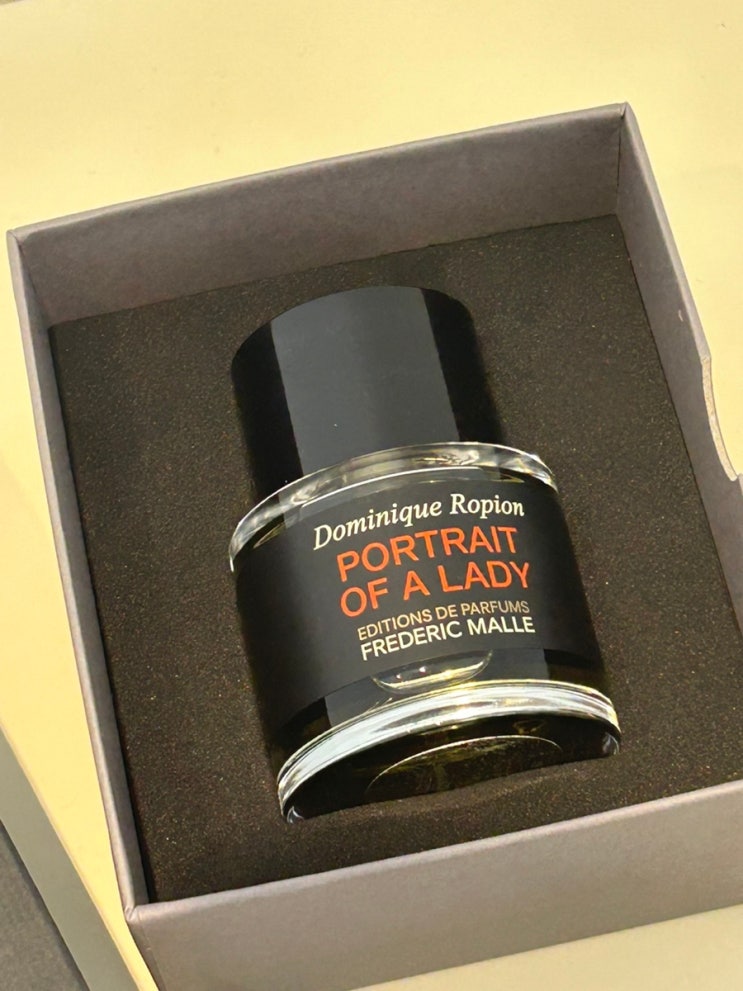 Dominique Ropion
PORTRAIT
OF A LADY
EDITIONS DE PARFUMS
FREDERIC MALLE